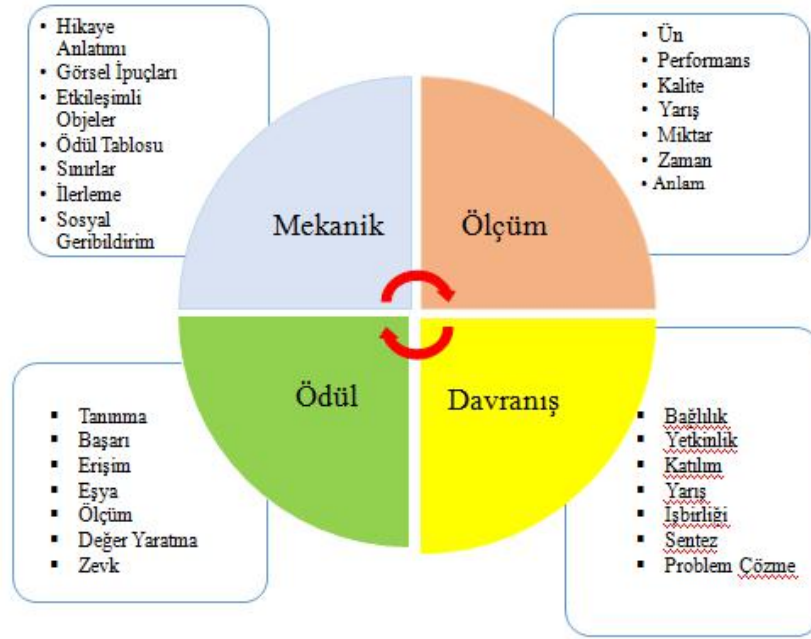 • Hikaye
Anlatımı
• Görsel İpuçları
• Etkileşimli
Objeler
• Ödül Tablosu
• Sınırlar
• İlerleme
• Sosyal
Geribildirim
• Ün
• Performans
• Kalite
• Yarış
• Miktar
• Zaman
• Anlam
Mekanik
Ölçüm
Ödül
Davranış
▪ Tanınma
▪ Başarı
▪ Erişim
▪ Eşya
▪ Ölçüm
▪ Değer Yaratma
▪ Zevk
▪ Bağlılık
▪ Yetkinlik
▪ Katılım
▪ Yarış
▪ İşbirliği
▪ Sentez
▪ Problem Çözme